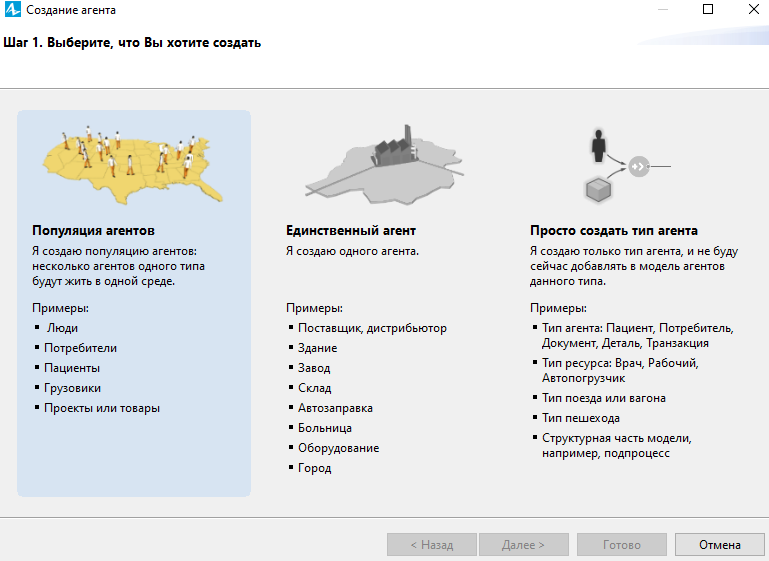 Создание агента
Шаг 1. Выберите, что Вы хотите создать
Популяция агентов
Я создаю популяцию агентов:
несколько агентов одного типа
будут жить в одной среде.
Примеры:
▪ Люди
▪ Потребители
▪ Пациенты
▪ Грузовики
▪ Проекты или товары
Единственный агент
Я создаю одного агента.
Примеры:
▪ Поставщик, дистрибьютор
▪ Здание
▪ Завод
▪ Склад
▪ Автозаправка
▪ Больница
▪ Оборудование
▪ Город
Просто создать тип агента
Я создаю только тип агента, и не буду
сейчас добавлять в модель агентов
данного типа.
Примеры:
▪ Тип агента: Пациент, Потребитель,
Документ, Деталь, Транзакция
▪ Тип ресурса: Врач, Рабочий,
Автопогрузчик
▪ Тип поезда или вагона
▪ Тип пешехода
▪ Структурная часть модели,
например, подпроцесс
< Назад
Далее >
Готово
Отмена